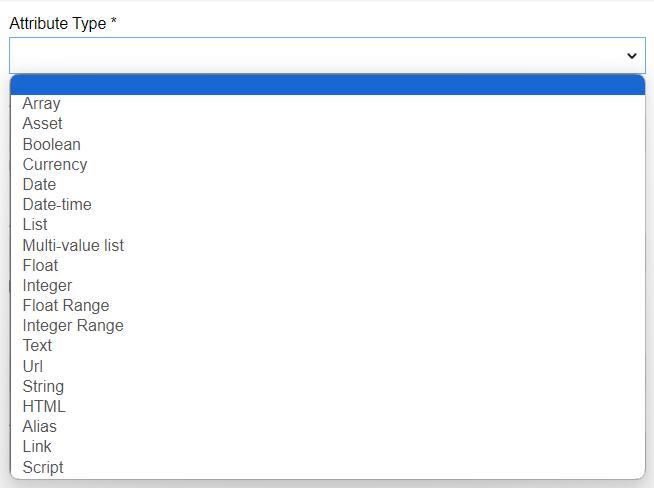 Attribute Type *
Array
Asset
Boolean
Currency
Date
Date-time
List
Multi-value list
Float
Integer
Float Range
Integer Range
Text
Url
String
HTML
Alias
Link
Script